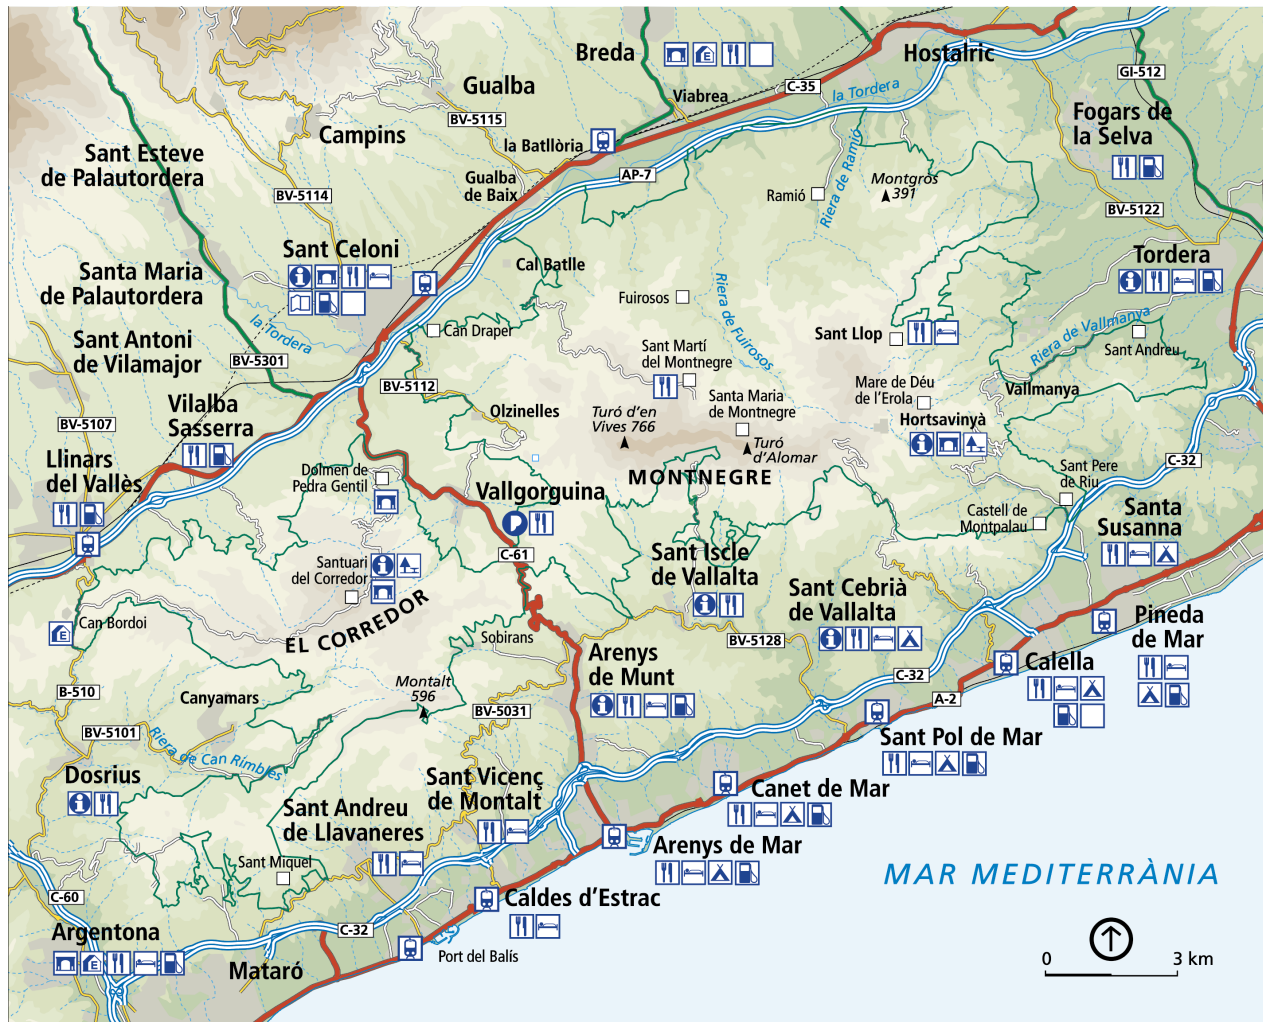 Breda
E
Hostalric
GI-512
Gualba
Viabrea
C-35
la Tordera
Fogars de
la Selva
BV-5115
Campins
la Batllòria
Sant Esteve
de Palautordera
Gualba
de Baix
AP-7
Riera de Ramió
Montgròs
391
Ramió
BV-5114
BV-5122
Sant Celoni
Tordera
Santa Maria
de Palautordera
Cal Batlle
Fuirosos
Riera de Fuirosos
la Tordera
Can Draper
Sant Llop
Riera de Vallmanya
Sant Andreu
Sant Antoni
de Vilamajor
BV-5301
Sant Martí
del Montnegre
BV-5112
Mare de Déu
de l'Erola
Vallmanya
Vilalba
Sasserra
Olzinelles
Turó d'en
Vives 766
Santa Maria
de Montnegre
Hortsavinyà
BV-5107
Turó
d'Alomar
C-32
Llinars
del Vallès
Dolmen de
Pedra Gentil
MONTNEGRE
Sant Pere
de Riu
Vallgorguina
P
Castell de
Montpalau
Santa
Susanna
C-61
Sant Iscle
de Vallalta
Santuari
del Corredor
Sant Cebrià
de Vallalta
EL CORREDOR
Can Bordoi
E
Sobirans
BV-5128
Pineda
de Mar
Arenys
de Munt
Calella
C-32
B-510
Canyamars
Montalt
596
A-2
BV-5031
BV-5101
Riera de Can Rimbles
Sant Pol de Mar
Dosrius
Sant Vicenç
de Montalt
Canet de Mar
Sant Andreu
de Llavaneres
Arenys de Mar
Sant Miquel
MAR MEDITERRÀNIA
C-60
Caldes d'Estrac
C-32
Argentona
E
Port del Balís
Mataró
0 3 km